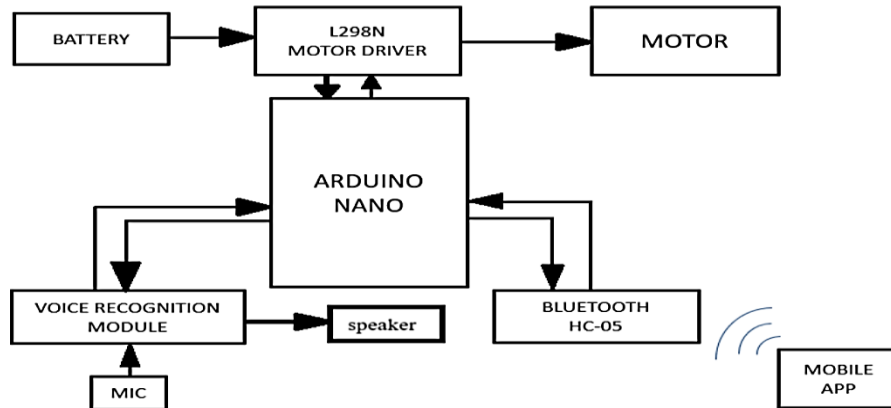 BATTERY
L298N
MOTOR DRIVER
MOTOR
ARDUINO
NANO
VOICE RECOGNITION
MODULE
speaker
BLUETOOTH
HC-05
MIC
MOBILE
APP